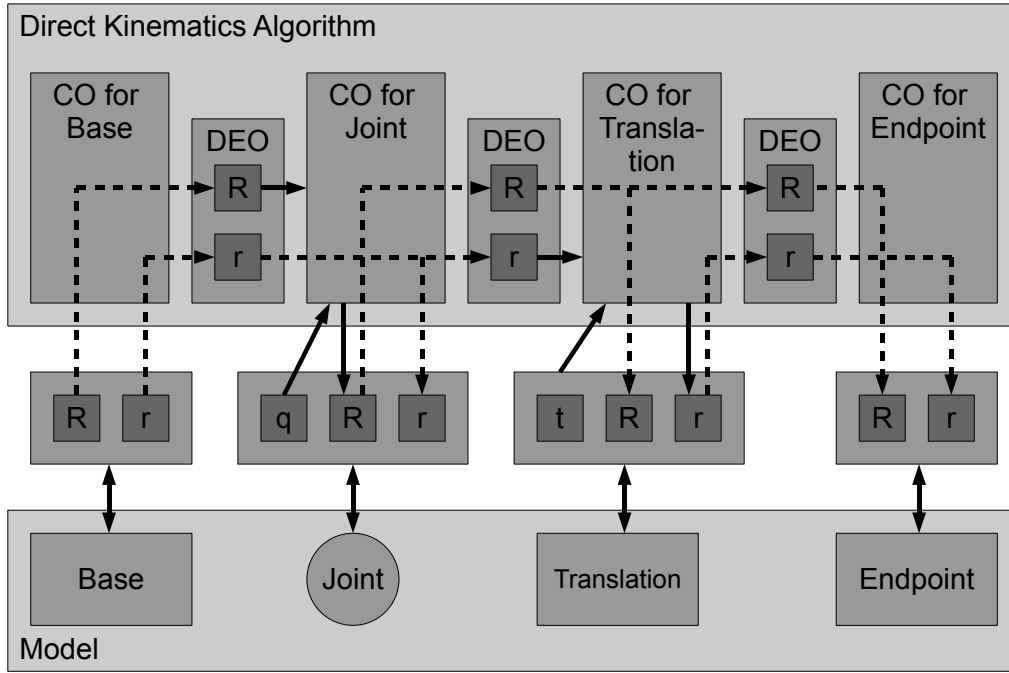 Direct Kinematics Algorithm
CO for
Base
DEO
R
r
CO for
Joint
DEO
R
r
CO for
Transla-
tion
DEO
R
r
CO for
Endpoint
R r
q R r
t R r
R r
Base
Joint
Translation
Endpoint
Model